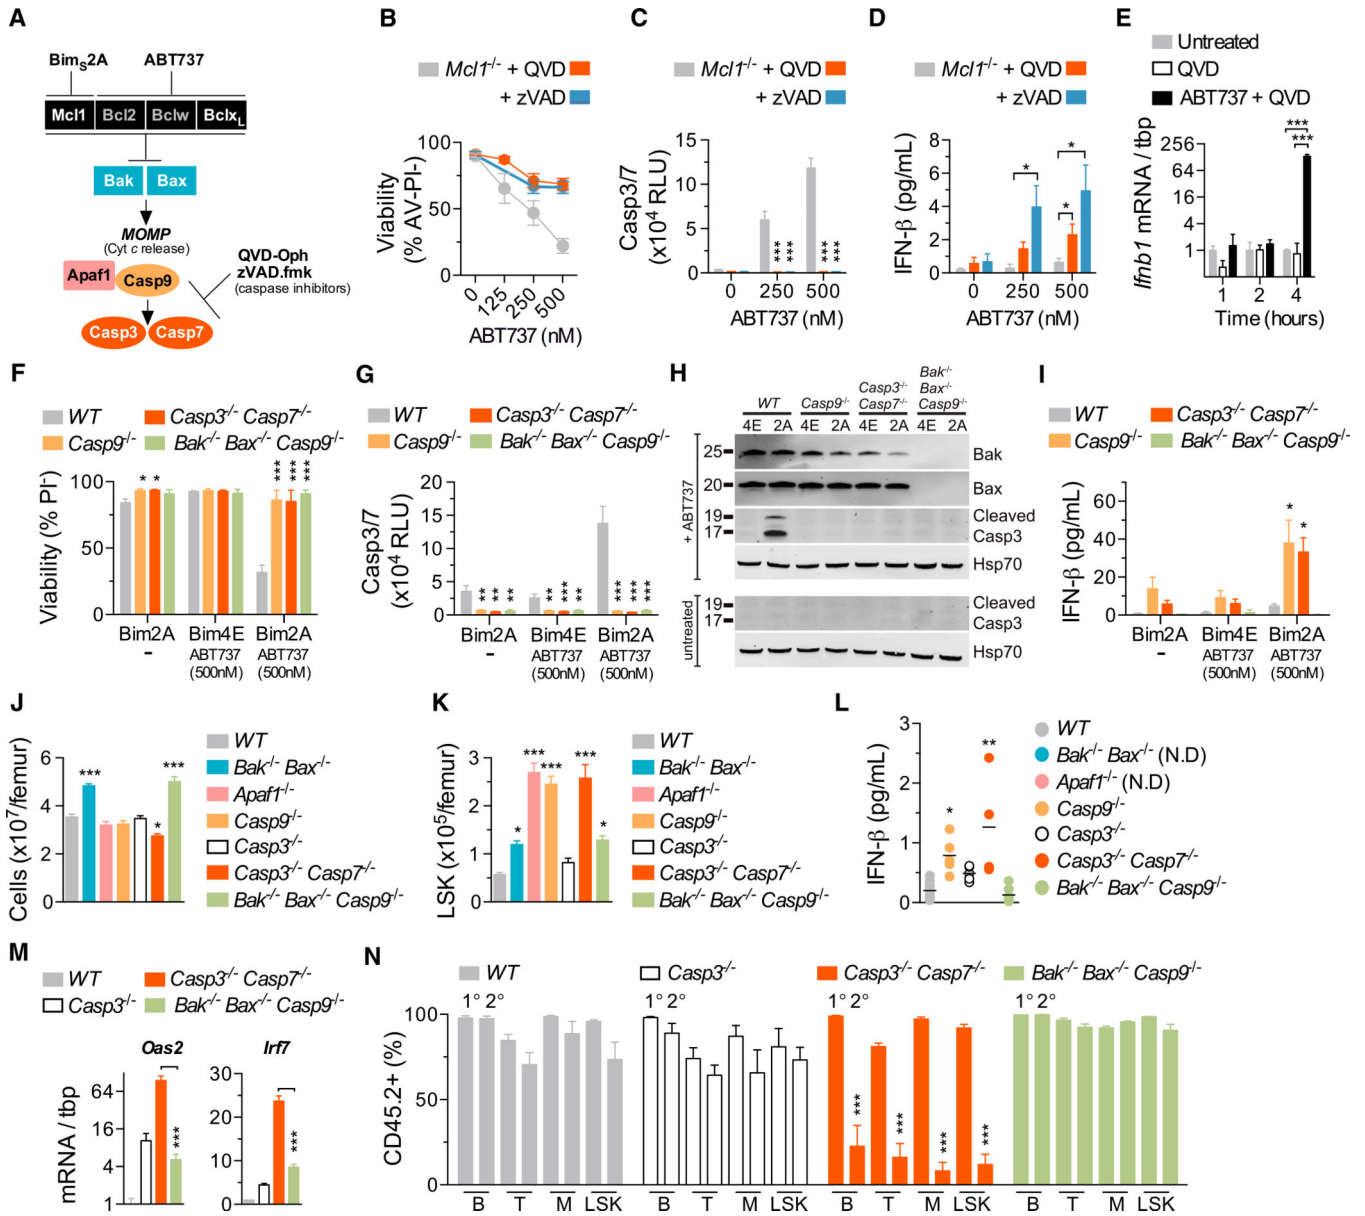 A
BimS2A ABT737
Mcl1 Bcl2 Bclw BclxL
Bak Bax
MOMP
(Cyt c release)
Apaf1 Casp9
QVD-Oph
zVAD.fmk
(caspase inhibitors)
Casp3 Casp7
B
Mcl1-/- + QVD
+ zVAD
Viability
(% AV-PI-)
100
50
0
0 125 250 500
ABT737 (nM)
C
Mcl1-/- + QVD
+ zVAD
Casp3/7
(x10⁴ RLU)
15
10
5
0
*** *** *** ***
0 250 500
ABT737 (nM)
D
Mcl1-/- + QVD
+ zVAD
IFN-β (pg/mL)
8
6
4
2
0
* * *
0 250 500
ABT737 (nM)
E
Untreated
QVD
ABT737 + QVD
Ifnb1 mRNA / tbp
256
64
16
4
1
***
***
1 2 4
Time (hours)
F
WT Casp3-/- Casp7-/-
Casp9-/- Bak-/- Bax-/- Casp9-/-
Viability (% PI-)
100
50
0
* * *** *** ***
Bim2A Bim4E Bim2A
- ABT737 ABT737
(500nM) (500nM)
G
WT Casp3-/- Casp7-/-
Casp9-/- Bak-/- Bax-/- Casp9-/-
Casp3/7
(x10⁴ RLU)
20
15
10
5
0
** ** ** ** *** ** *** *** ***
Bim2A Bim4E Bim2A
- ABT737 ABT737
(500nM) (500nM)
H
WT Casp9-/- Casp3-/- Casp7-/- Bak-/- Bax-/- Casp9-/-
4E 2A 4E 2A 4E 2A 4E 2A
+ ABT737
25 Bak
20 Bax
19 Cleaved
17 Casp3
Hsp70
untreated
19 Cleaved
17 Casp3
Hsp70
I
WT Casp3-/- Casp7-/-
Casp9-/- Bak-/- Bax-/- Casp9-/-
IFN-β (pg/mL)
60
40
20
0
* *
Bim2A Bim4E Bim2A
- ABT737 ABT737
(500nM) (500nM)
J
Cells (x10⁷/femur)
6
4
2
0
*** * ***
WT
Bak-/- Bax-/-
Apaf1-/-
Casp9-/-
Casp3-/-
Casp3-/- Casp7-/-
Bak-/- Bax-/- Casp9-/-
K
LSK (x10⁵/femur)
3
2
1
0
* *** *** *** *
WT
Bak-/- Bax-/-
Apaf1-/-
Casp9-/-
Casp3-/-
Casp3-/- Casp7-/-
Bak-/- Bax-/- Casp9-/-
L
IFN-β (pg/mL)
3
2
1
0
* **
WT
Bak-/- Bax-/- (N.D)
Apaf1-/- (N.D)
Casp9-/-
Casp3-/-
Casp3-/- Casp7-/-
Bak-/- Bax-/- Casp9-/-
M
WT Casp3-/- Casp7-/-
Casp3-/- Bak-/- Bax-/- Casp9-/-
mRNA / tbp
Oas2
64
16
4
1
***
Irf7
30
20
10
0
***
N
WT Casp3-/- Casp3-/- Casp7-/- Bak-/- Bax-/- Casp9-/-
1° 2° 1° 2° 1° 2° 1° 2°
CD45.2+ (%)
100
50
0
*** *** *** ***
B T M LSK B T M LSK B T M LSK B T M LSK